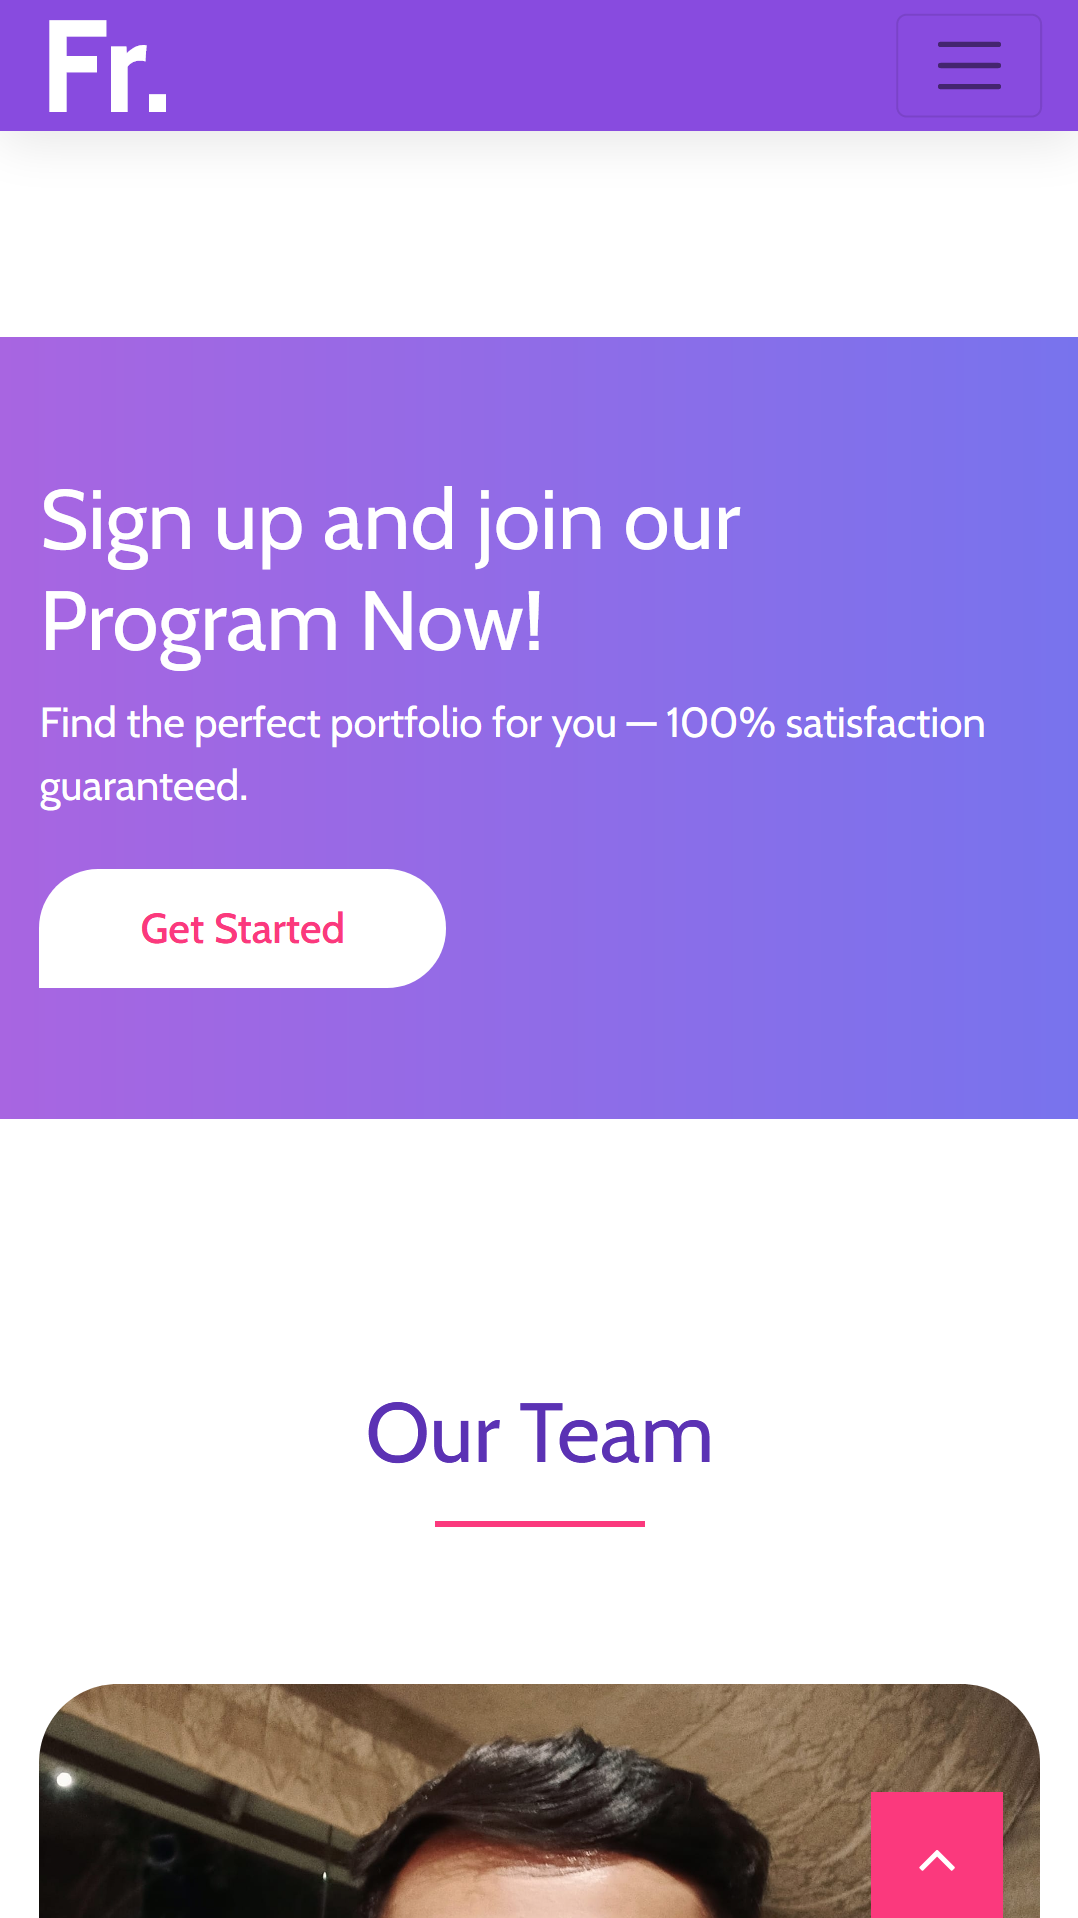 Fr.
Sign up and join our
Program Now!
Find the perfect portfolio for you — 100% satisfaction
guaranteed.
Get Started
Our Team